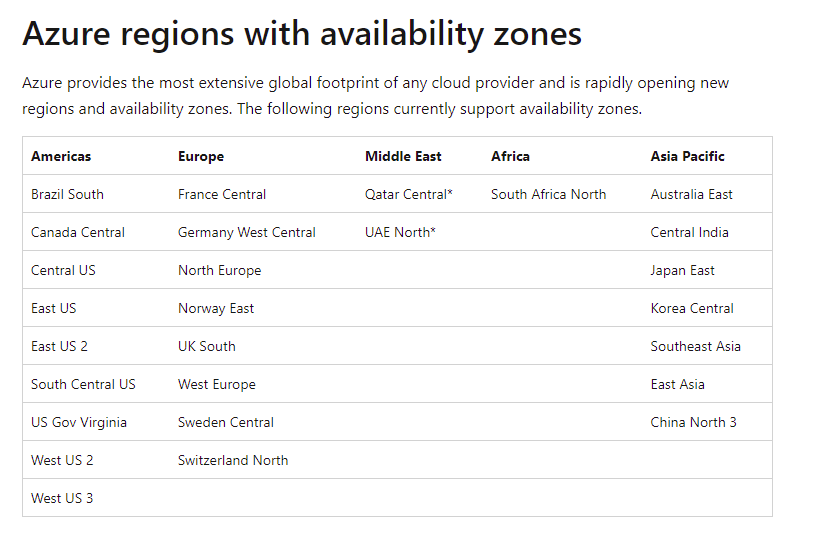 Azure regions with availability zones
Azure provides the most extensive global footprint of any cloud provider and is rapidly opening new
regions and availability zones. The following regions currently support availability zones.
Americas Europe Middle East Africa Asia Pacific
Brazil South France Central Qatar Central* South Africa North Australia East
Canada Central Germany West Central UAE North* Central India
Central US North Europe Japan East
East US Norway East Korea Central
East US 2 UK South Southeast Asia
South Central US West Europe East Asia
US Gov Virginia Sweden Central China North 3
West US 2 Switzerland North
West US 3